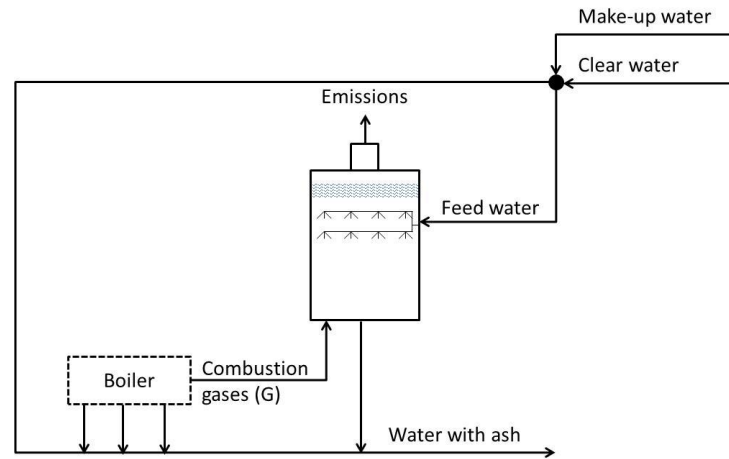 Make-up water
Clear water
Emissions
Feed water
Boiler
Combustion
gases (G)
Water with ash